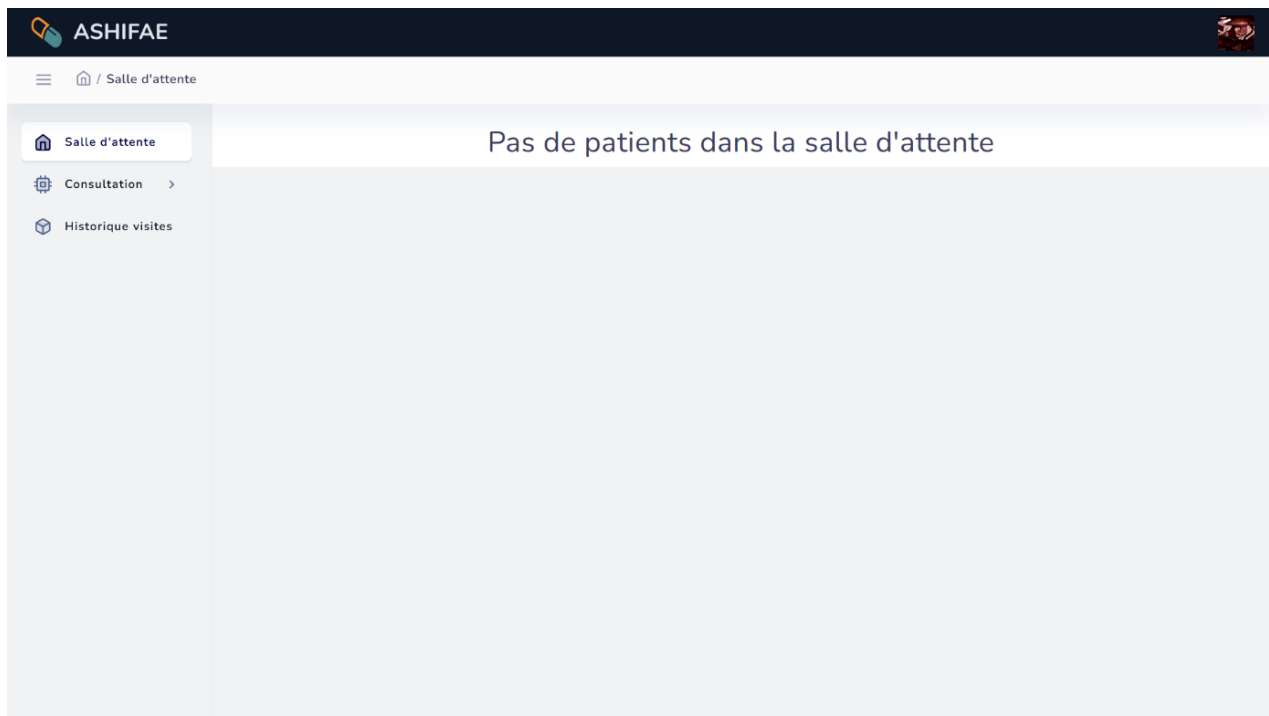 ASHIFAE
/ Salle d'attente
Salle d'attente
Pas de patients dans la salle d'attente
Consultation
Historique visites